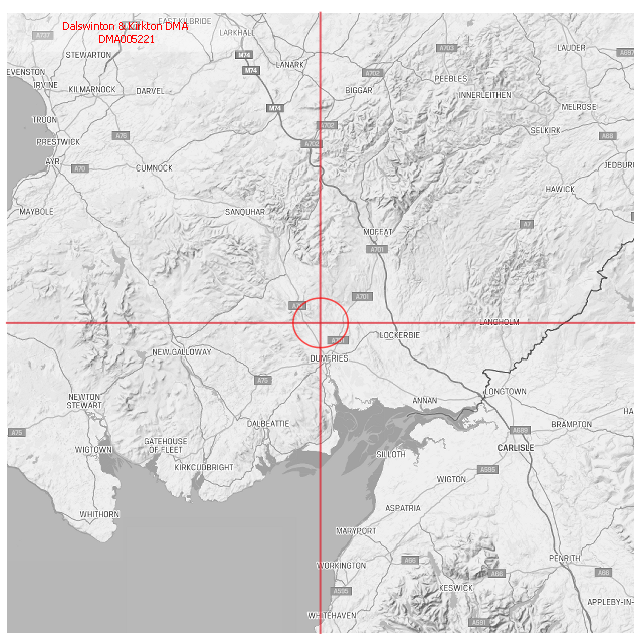 Dalswinton & Kirkton DMA
DMA005221
EAST KILBRIDE
LARKHALL
A737
STEWARTON
M74
LANARK
A703
LAUDER
A697
EVENSTON
IRVINE
KILMARNOCK
DARVEL
M74
A702
BIGGAR
PEEBLES
INNERLEITHEN
MELROSE
M74
TROON
A76
A702
SELKIRK
A68
PRESTWICK
A702
AYR
A70
CUMNOCK
JEDBUR
HAWICK
MAYBOLE
SANQUHAR
A7
MOFFAT
A701
A701
LANGHOLM
LOCKERBIE
A701
NEW GALLOWAY
DUMFRIES
A75
NEWTON
STEWART
ANNAN
LONGTOWN
HA
A75
DALBEATTIE
A689
BRAMPTON
WIGTOWN
GATEHOUSE
OF FLEET
CARLISLE
SILLOTH
KIRKCUDBRIGHT
A595
WIGTON
WHITHORN
ASPATRIA
MARYPORT
WORKINGTON
A66
PENRITH
A66
A66
KESWICK
A595
APPLEBY-IN-
WHITEHAVEN
A591